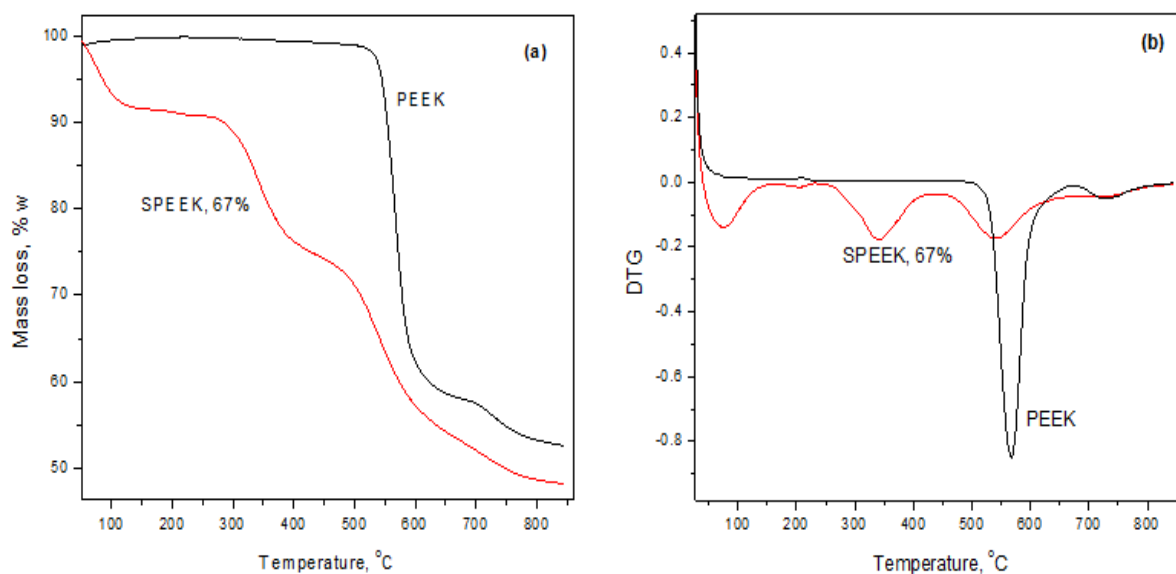 (a)
100
90
80
70
60
50
Mass loss, % w
PEEK
SPEEK, 67%
100 200 300 400 500 600 700 800
Temperature, °C
(b)
0.4
0.2
0.0
-0.2
-0.4
-0.6
-0.8
DTG
SPEEK, 67%
PEEK
100 200 300 400 500 600 700 800
Temperature, °C